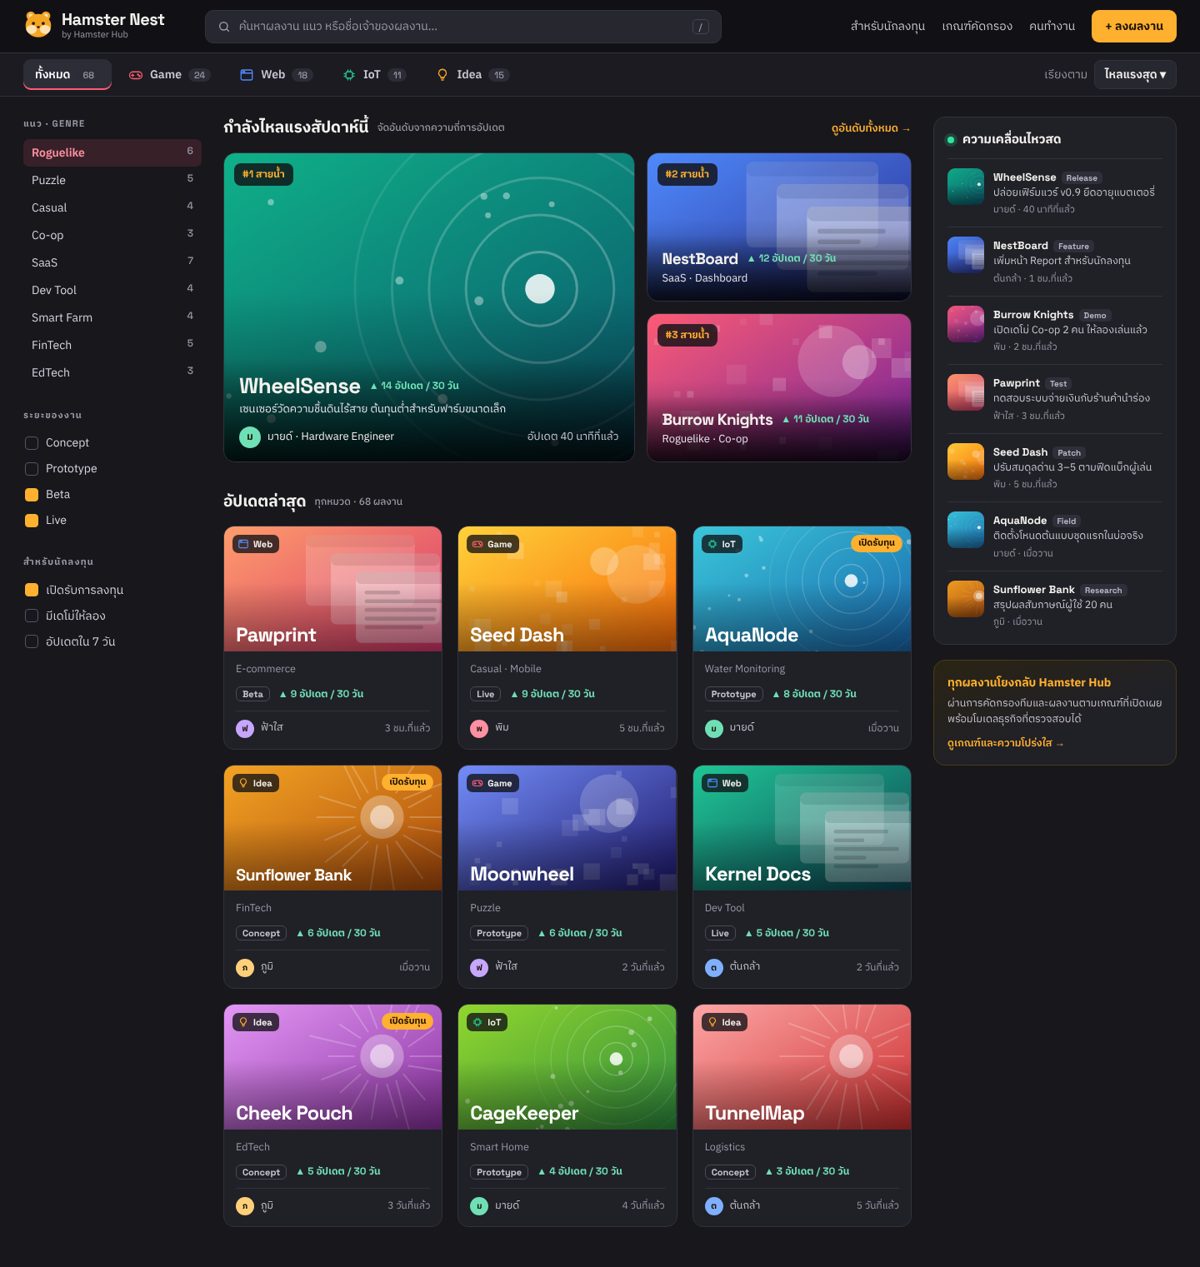 Hamster Nest
by Hamster Hub
ค้นหาผลงาน แนว หรือชื่อเจ้าของผลงาน...
/
สำหรับนักลงทุน
เกณฑ์คัดกรอง
คนทำงาน
+ ลงผลงาน
ทั้งหมด 68
Game 24
Web 18
IoT 11
Idea 15
เรียงตาม
ไหลแรงสุด ▾
แนว · GENRE
Roguelike 6
Puzzle 5
Casual 4
Co-op 3
SaaS 7
Dev Tool 4
Smart Farm 4
FinTech 5
EdTech 3
ระยะของงาน
Concept
Prototype
Beta
Live
สำหรับนักลงทุน
เปิดรับการลงทุน
มีเดโม่ให้ลอง
อัปเดตใน 7 วัน
กำลังไหลแรงสัปดาห์นี้ จัดอันดับจากความถี่การอัปเดต
ดูอันดับทั้งหมด →
#1 สายน้ำ
WheelSense ▲ 14 อัปเดต / 30 วัน
เซนเซอร์วัดความชื้นดินไร้สาย ต้นทุนต่ำสำหรับฟาร์มขนาดเล็ก
ม มายด์ · Hardware Engineer
อัปเดต 40 นาทีที่แล้ว
#2 สายน้ำ
NestBoard ▲ 12 อัปเดต / 30 วัน
SaaS · Dashboard
#3 สายน้ำ
Burrow Knights ▲ 11 อัปเดต / 30 วัน
Roguelike · Co-op
อัปเดตล่าสุด ทุกหมวด · 68 ผลงาน
Web
Pawprint
E-commerce
Beta ▲ 9 อัปเดต / 30 วัน
ฟ ฟ้าใส 3 ชม.ที่แล้ว
Game
Seed Dash
Casual · Mobile
Live ▲ 9 อัปเดต / 30 วัน
พ พิม 5 ชม.ที่แล้ว
IoT
เปิดรับทุน
AquaNode
Water Monitoring
Prototype ▲ 8 อัปเดต / 30 วัน
ม มายด์ เมื่อวาน
Idea
เปิดรับทุน
Sunflower Bank
FinTech
Concept ▲ 6 อัปเดต / 30 วัน
ภ ภูมิ เมื่อวาน
Game
Moonwheel
Puzzle
Prototype ▲ 6 อัปเดต / 30 วัน
ฟ ฟ้าใส 2 วันที่แล้ว
Web
Kernel Docs
Dev Tool
Live ▲ 5 อัปเดต / 30 วัน
ต ต้นกล้า 2 วันที่แล้ว
Idea
เปิดรับทุน
Cheek Pouch
EdTech
Concept ▲ 5 อัปเดต / 30 วัน
ภ ภูมิ 3 วันที่แล้ว
IoT
CageKeeper
Smart Home
Prototype ▲ 4 อัปเดต / 30 วัน
ม มายด์ 4 วันที่แล้ว
Idea
TunnelMap
Logistics
Concept ▲ 3 อัปเดต / 30 วัน
ต ต้นกล้า 5 วันที่แล้ว
ความเคลื่อนไหวสด
WheelSense Release
ปล่อยเฟิร์มแวร์ v0.9 ยืดอายุแบตเตอรี่
มายด์ · 40 นาทีที่แล้ว
NestBoard Feature
เพิ่มหน้า Report สำหรับนักลงทุน
ต้นกล้า · 1 ชม.ที่แล้ว
Burrow Knights Demo
เปิดเดโม่ Co-op 2 คน ให้ลองเล่นแล้ว
พิม · 2 ชม.ที่แล้ว
Pawprint Test
ทดสอบระบบจ่ายเงินกับร้านค้านำร่อง
ฟ้าใส · 3 ชม.ที่แล้ว
Seed Dash Patch
ปรับสมดุลด่าน 3–5 ตามฟีดแบ็กผู้เล่น
พิม · 5 ชม.ที่แล้ว
AquaNode Field
ติดตั้งโหนดต้นแบบชุดแรกในบ่อจริง
มายด์ · เมื่อวาน
Sunflower Bank Research
สรุปผลสัมภาษณ์ผู้ใช้ 20 คน
ภูมิ · เมื่อวาน
ทุกผลงานโยงกลับ Hamster Hub
ผ่านการคัดกรองทีมและผลงานตามเกณฑ์ที่เปิดเผย
พร้อมโมเดลธุรกิจที่ตรวจสอบได้
ดูเกณฑ์และความโปร่งใส →